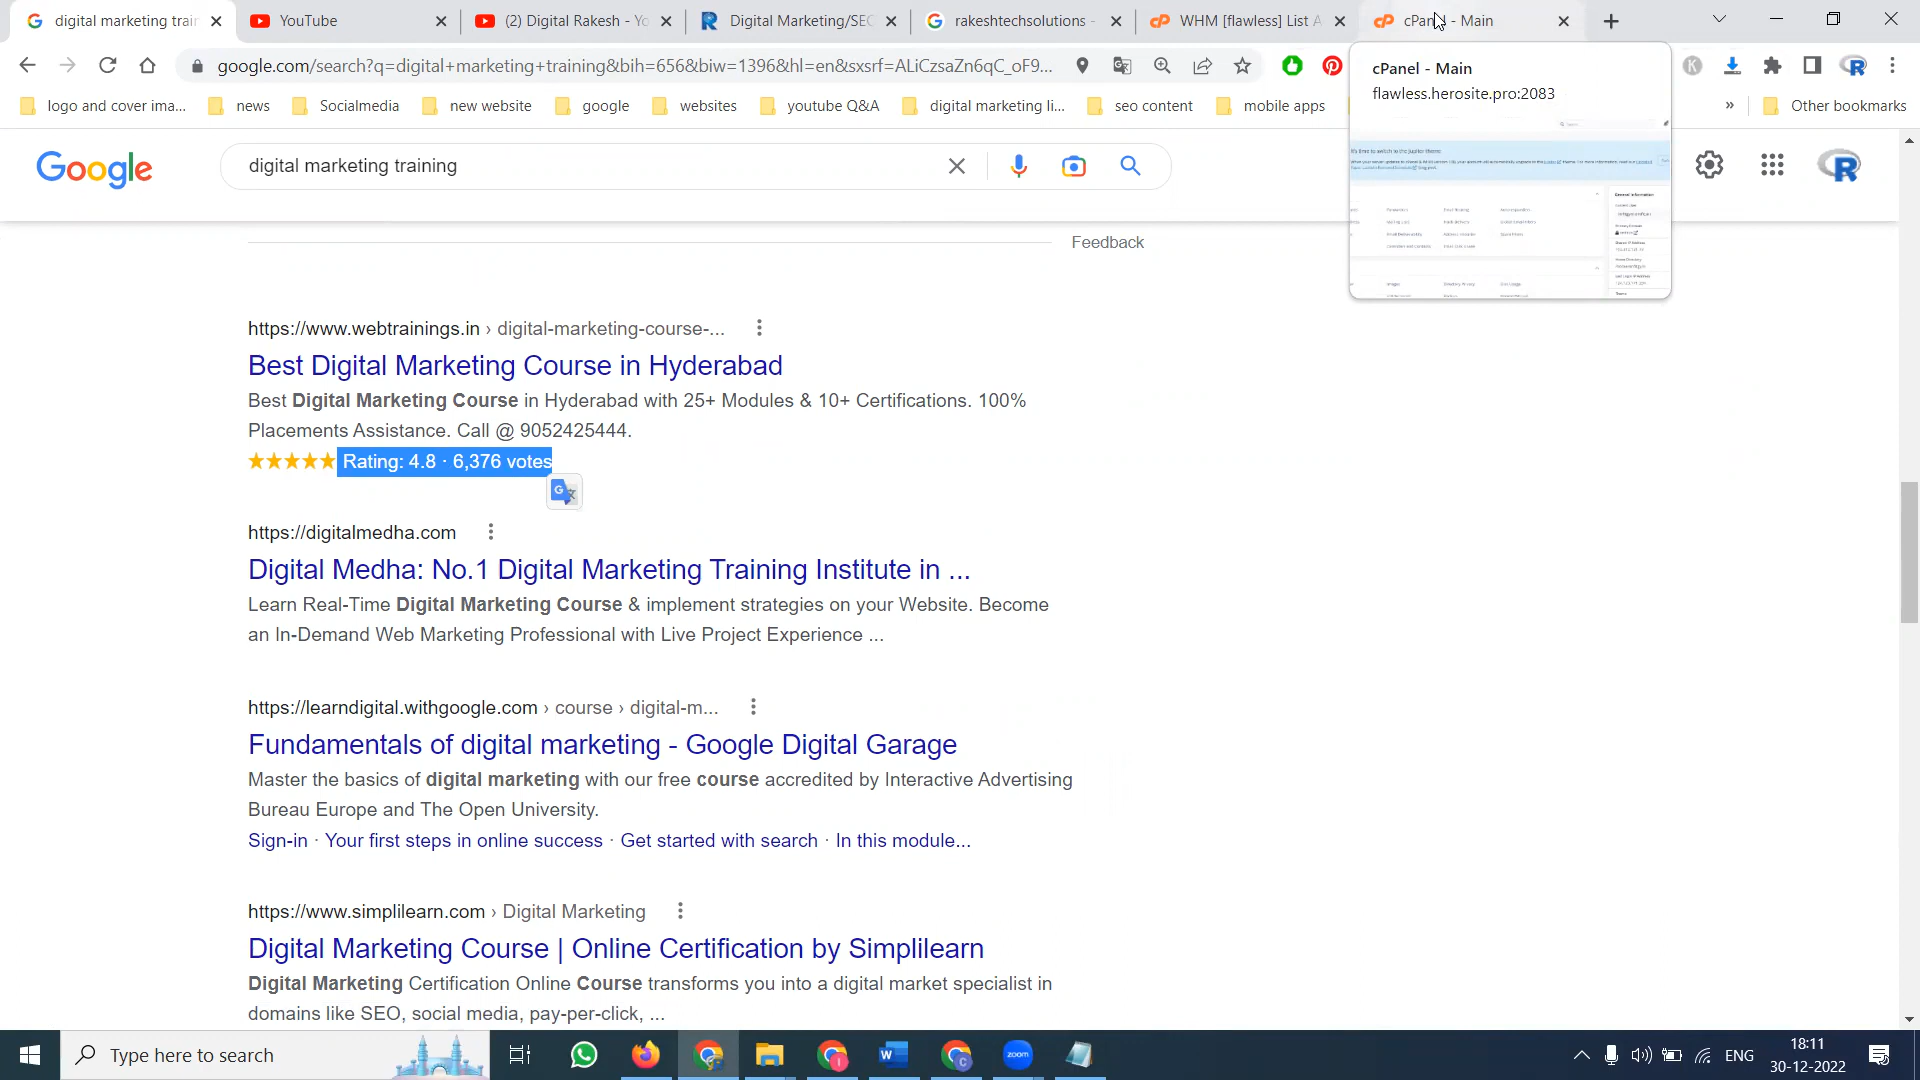 digital marketing train
YouTube
(2) Digital Rakesh - Yo
Digital Marketing/SEC
rakeshtechsolutions -
WHM [flawless] List A
cPanel - Main
google.com/search?q=digital+marketing+training&bih=656&biw=1396&hl=en&sxsrf=ALiCzsaZn6qC_oF9...
cPanel - Main
flawless.herosite.pro:2083
logo and cover ima...
news
Socialmedia
new website
google
websites
youtube Q&A
digital marketing li...
seo content
mobile apps
»
Other bookmarks
Google
digital marketing training
Feedback
https://www.webtrainings.in › digital-marketing-course-...
Best Digital Marketing Course in Hyderabad
Best Digital Marketing Course in Hyderabad with 25+ Modules & 10+ Certifications. 100%
Placements Assistance. Call @ 9052425444.
Rating: 4.8 · 6,376 votes
https://digitalmedha.com
Digital Medha: No.1 Digital Marketing Training Institute in ...
Learn Real-Time Digital Marketing Course & implement strategies on your Website. Become
an In-Demand Web Marketing Professional with Live Project Experience ...
https://learndigital.withgoogle.com › course › digital-m...
Fundamentals of digital marketing - Google Digital Garage
Master the basics of digital marketing with our free course accredited by Interactive Advertising
Bureau Europe and The Open University.
Sign-in · Your first steps in online success · Get started with search · In this module...
https://www.simplilearn.com › Digital Marketing
Digital Marketing Course | Online Certification by Simplilearn
Digital Marketing Certification Online Course transforms you into a digital market specialist in
domains like SEO, social media, pay-per-click, ...
Type here to search
zoom
ENG
18:11
30-12-2022